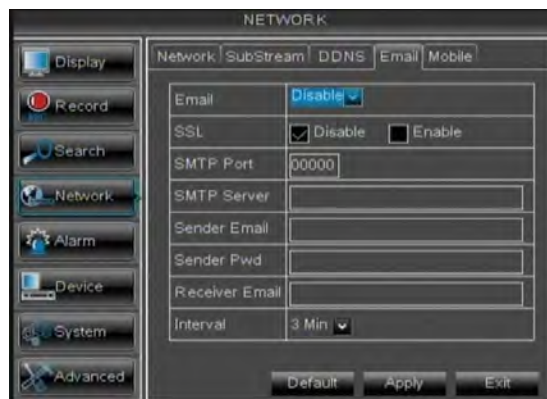 NETWORK
Display
Record
Search
Network
Alarm
Device
System
Advanced
Network SubStream DDNS Email Mobile
Email Disable
SSL Disable Enable
SMTP Port 00000
SMTP Server
Sender Email
Sender Pwd
Receiver Email
Interval 3 Min
Default Apply Exit